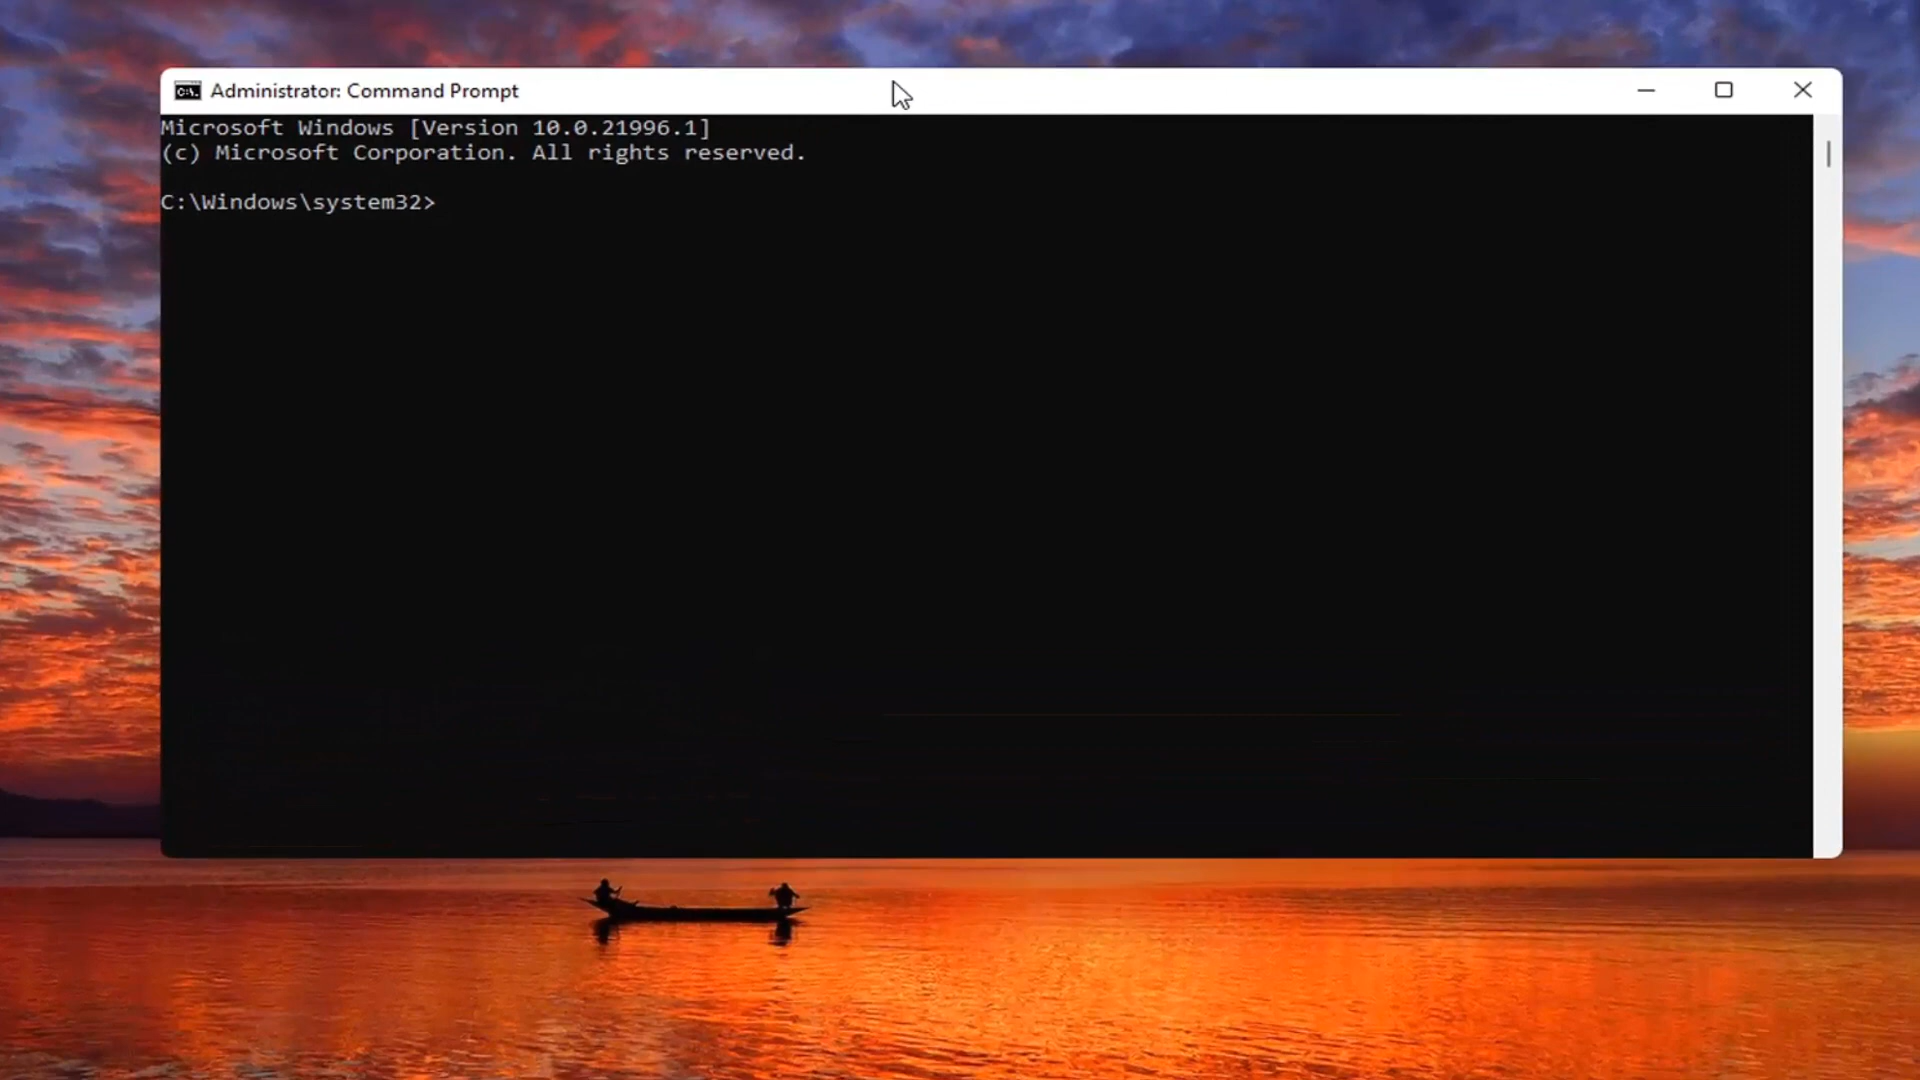 Administrator: Command Prompt
Microsoft Windows [Version 10.0.21996.1]
(c) Microsoft Corporation. All rights reserved.
C:\Windows\system32>